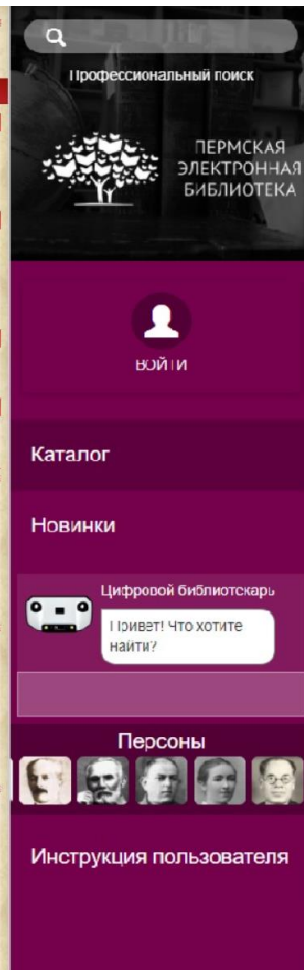 Профессиональный поиск
ПЕРМСКАЯ
ЭЛЕКТРОННАЯ
БИБЛИОТЕКА
ВОЙТИ
Каталог
Новинки
Цифровой библиотекарь
Привет! Что хотите
найти?
Персоны
Инструкция пользователя